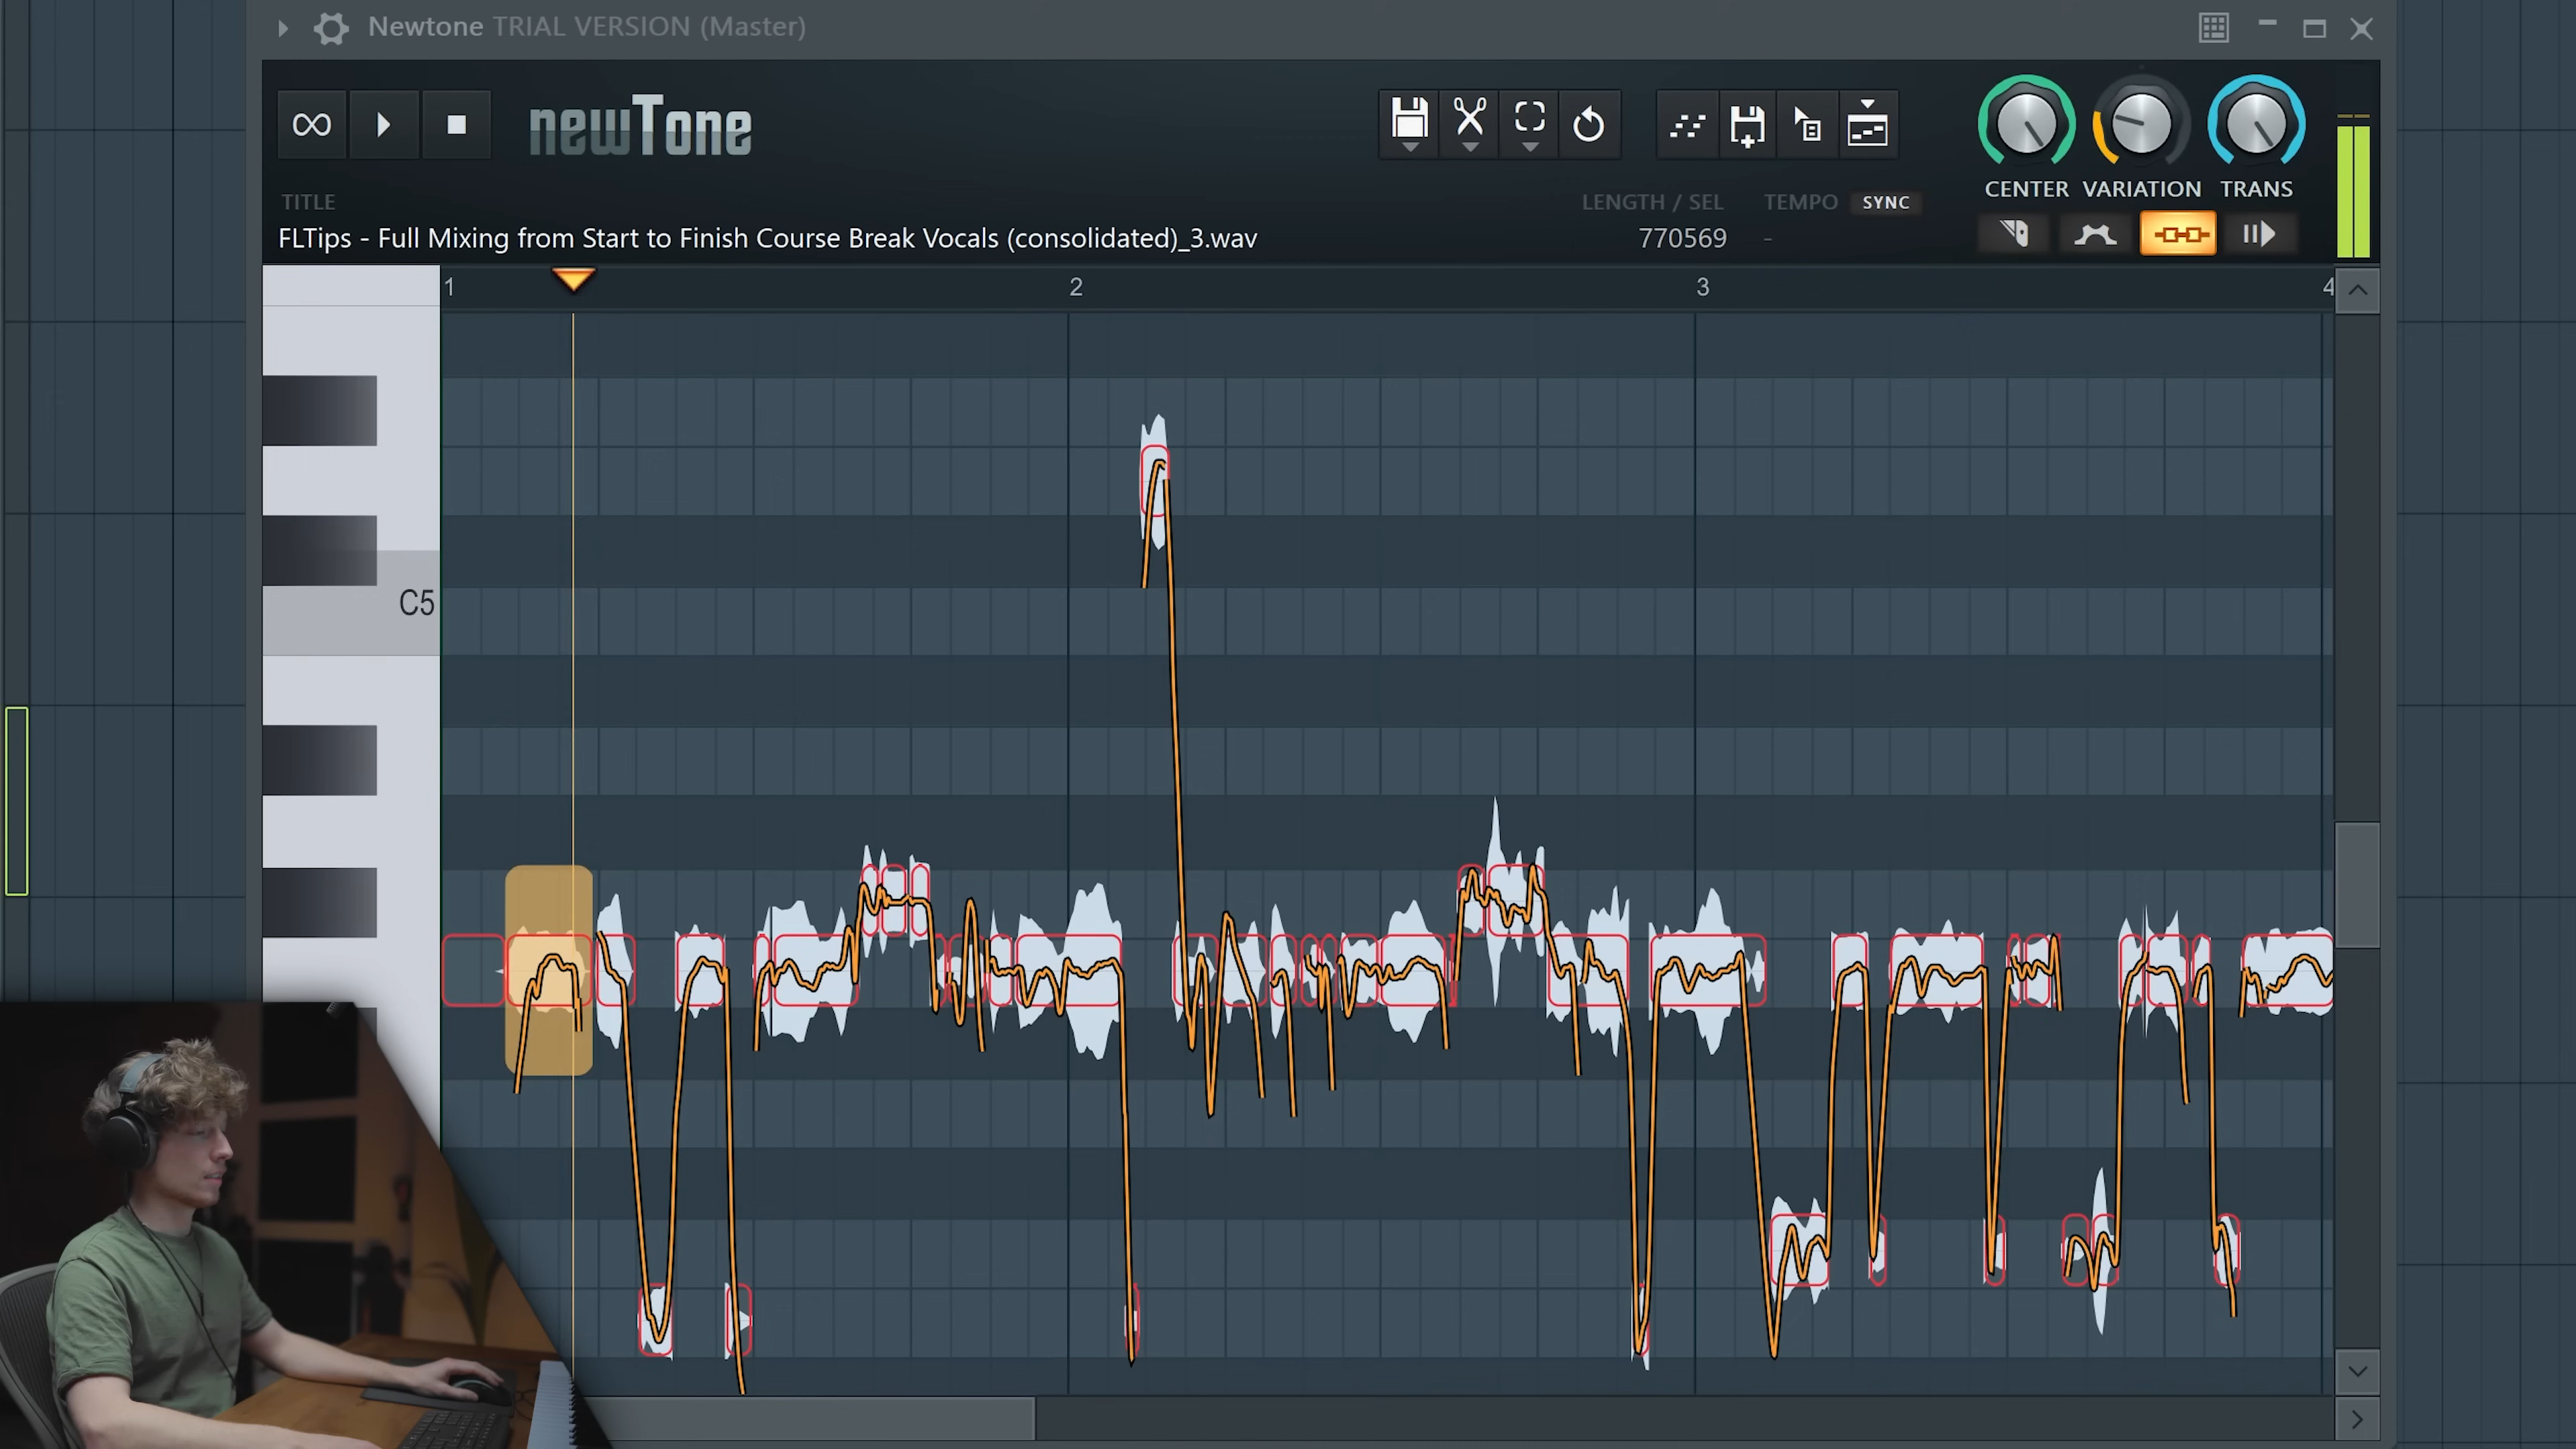 Newtone TRIAL VERSION (Master)
newTone
CENTER VARIATION TRANS
TITLE
LENGTH / SEL TEMPO SYNC
FLTips - Full Mixing from Start to Finish Course Break Vocals (consolidated)_3.wav
770569 -
1 2 3 4
C5